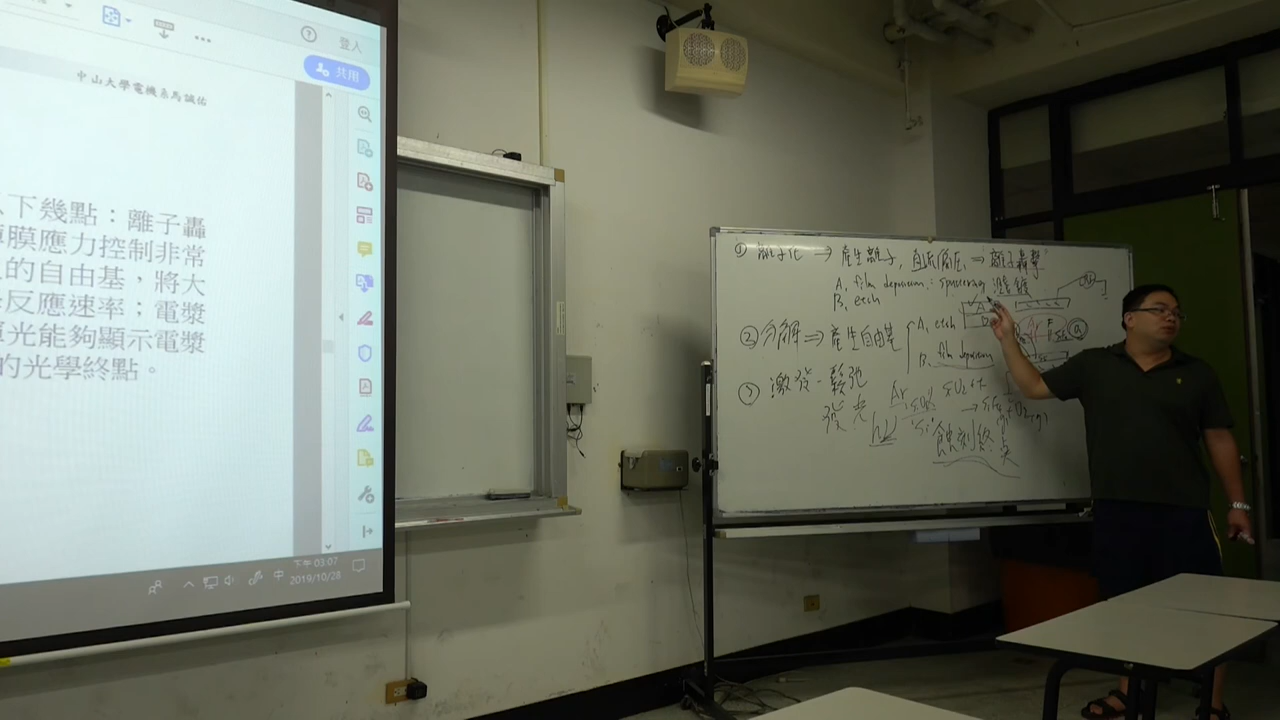 登入
共用
中山大學電機系馬誠佑
以下幾點：離子轟
薄膜應力控制非常
的自由基，將大
反應速率；電漿
光能夠顯示電漿
的光學終點。
中
下午 03:07
2019/10/28
① 離子化 → 產生離子, 自流偏壓, ⇒ 離子轟擊
A. film deposition: sputtering 濺鍍
B. etch
② 分解 ⇒ 產生自由基
A. etch
B. film deposition
③ 激發-鬆弛
發光
Ar
hν
蝕刻終點